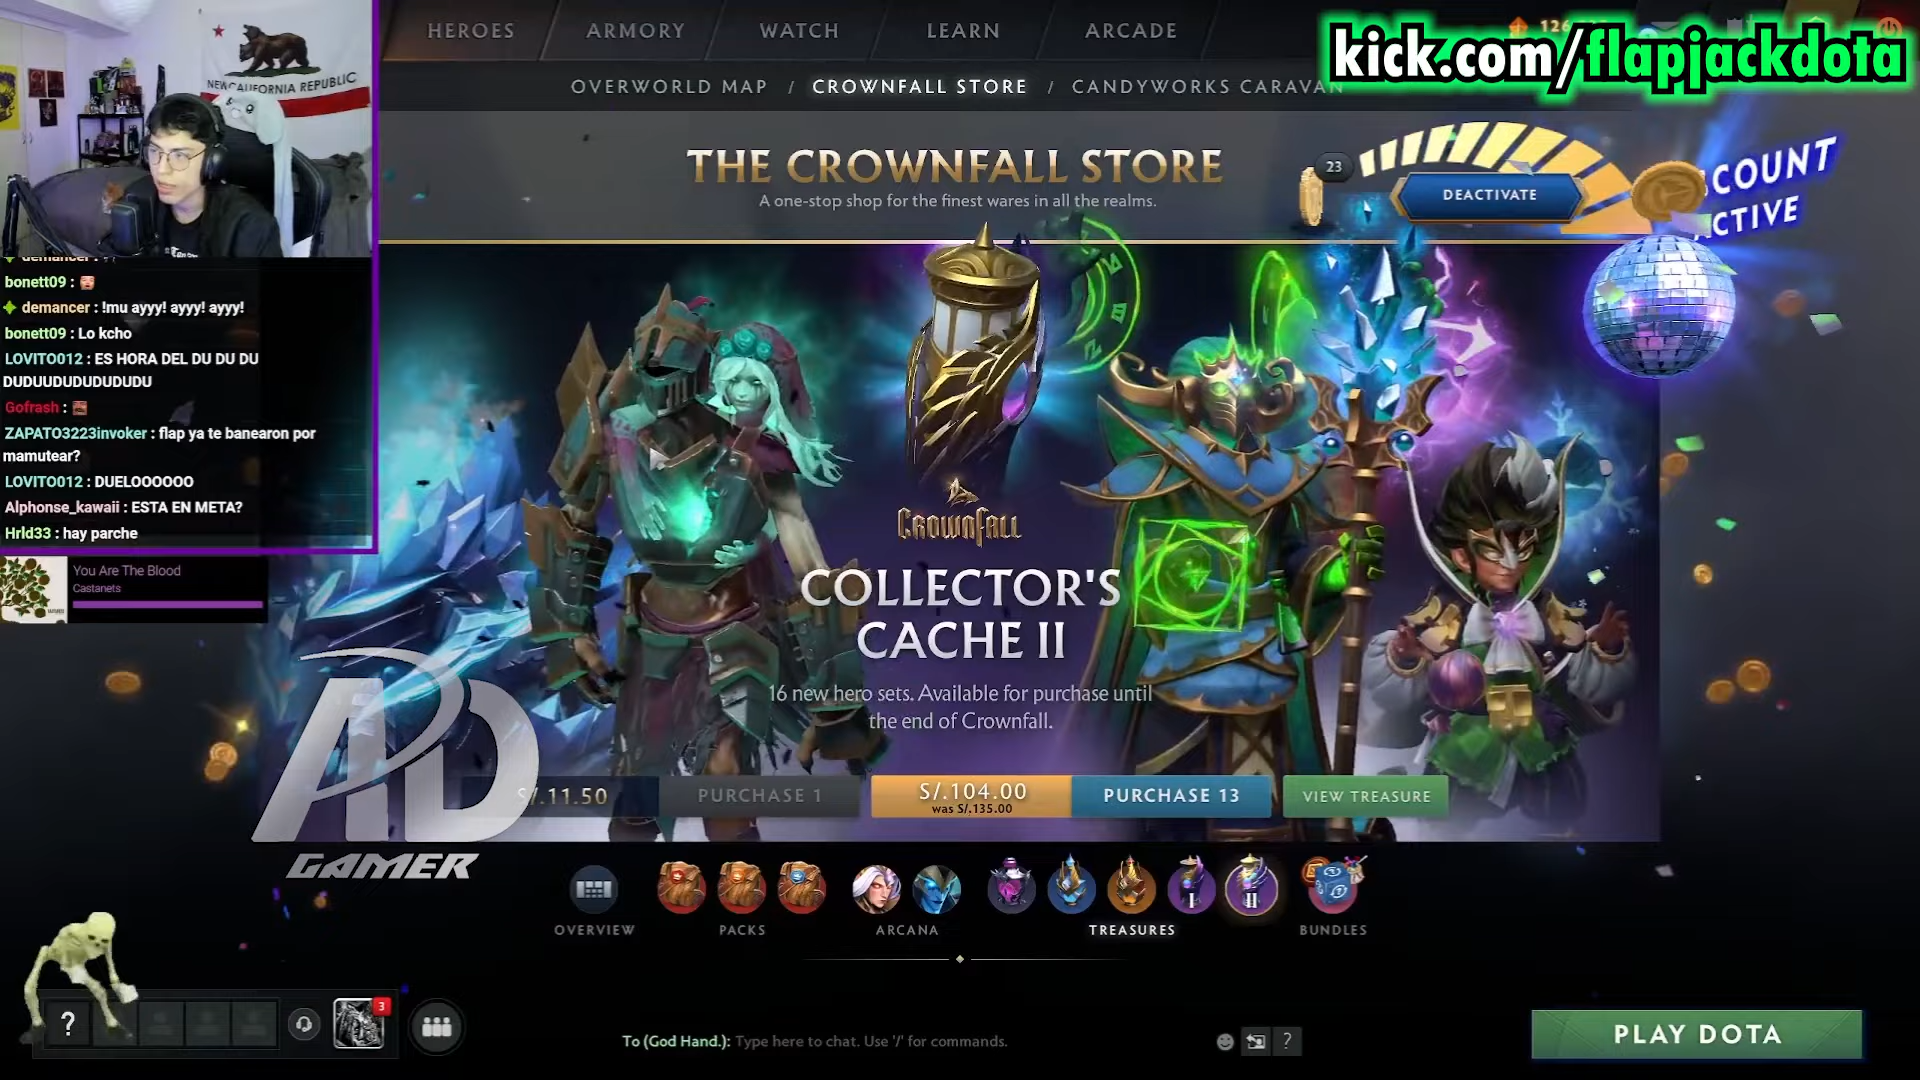 HEROES
ARMORY
WATCH
LEARN
ARCADE
kick.com/flapjackdota
OVERWORLD MAP / CROWNFALL STORE / CANDYWORKS CARAVAN
NEW CALIFORNIA REPUBLIC
THE CROWNFALL STORE
A one-stop shop for the finest wares in all the realms.
23
DEACTIVATE
COUNT
CTIVE
demancer :
bonett09 :
demancer : !mu ayyy! ayyy! ayyy!
bonett09 : Lo kcho
LOVITO012 : ES HORA DEL DU DU DU
DUDUUDUDUDUDUDU
Gofrash :
ZAPATO3223invoker : flap ya te banearon por
mamutear?
LOVITO012 : DUELOOOOOO
Alphonse_kawaii : ESTA EN META?
Hrld33 : hay parche
You Are The Blood
Castanets
CROWNFALL
COLLECTOR'S
CACHE II
16 new hero sets. Available for purchase until
the end of Crownfall.
S/.11.50
PURCHASE 1
S/.104.00
was S/.135.00
PURCHASE 13
VIEW TREASURE
AD
GAMER
I
II
OVERVIEW
PACKS
ARCANA
TREASURES
BUNDLES
?
3
To (God Hand.): Type here to chat. Use '/' for commands.
?
PLAY DOTA